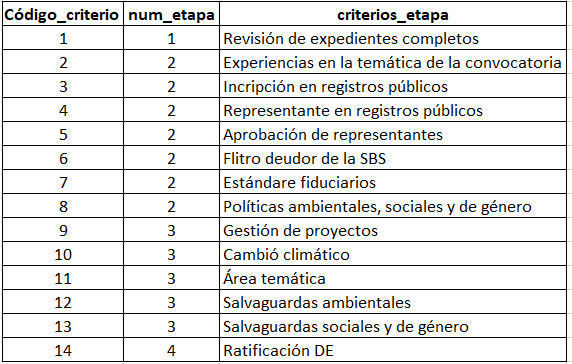 Código_criterio num_etapa criterios_etapa
1 1 Revisión de expedientes completos
2 2 Experiencias en la temática de la convocatoria
3 2 Incripción en registros públicos
4 2 Representante en registros públicos
5 2 Aprobación de representantes
6 2 Flitro deudor de la SBS
7 2 Estándare fiduciarios
8 2 Políticas ambientales, sociales y de género
9 3 Gestión de proyectos
10 3 Cambió climático
11 3 Área temática
12 3 Salvaguardas ambientales
13 3 Salvaguardas sociales y de género
14 4 Ratificación DE